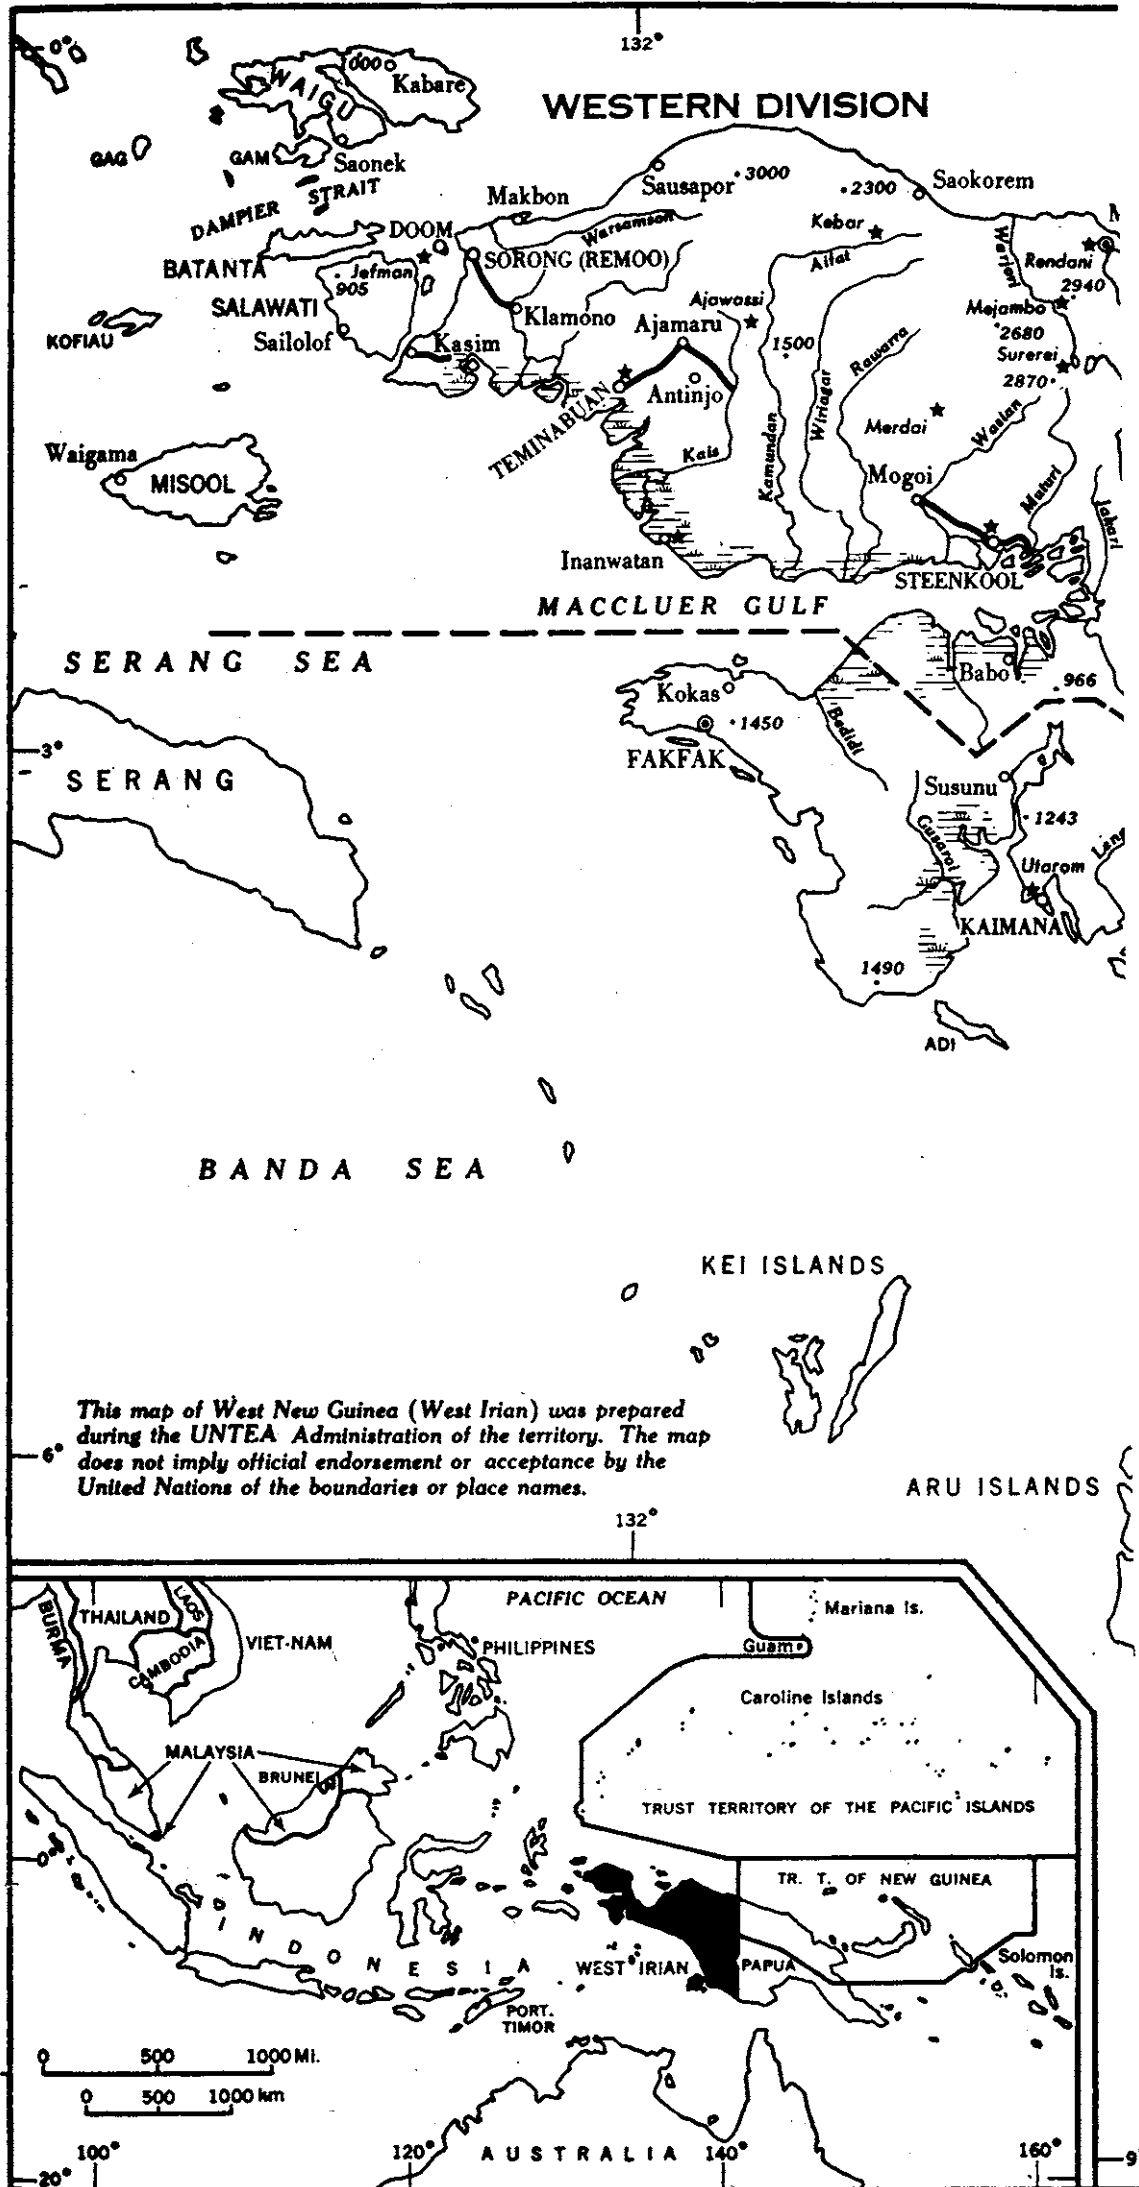 132°
0°
WAIGU
000
Kabare
WESTERN DIVISION
GAG
GAM
Saonek
Sausapor
3000
2300
Saokorem
DAMPIER STRAIT
Makbon
DOOM
Warsamson
Kebar
M
BATANTA
Jefman
905
SORONG (REMOO)
Aifat
Warjori
Rendani
2940
SALAWATI
Klamono
Ajamaru
Ajawassi
Mejambo
2680
KOFIAU
Sailolof
Kasim
1500
Rawarra
Surerei
2870
TEMINABUAN
Antinjo
Wiriagar
Merdai
Wasian
Waigama
MISOOL
Kais
Kamundan
Mogoi
Muturi
Jakari
Inanwatan
STEENKOOL
MACCLUER GULF
SERANG SEA
Babo
966
Kokas
1450
Bedidi
FAKFAK
3°
SERANG
Susunu
1243
Gusarai
Utarom
KAIMANA
1490
ADI
BANDA SEA
KEI ISLANDS
This map of West New Guinea (West Irian) was prepared
during the UNTEA Administration of the territory. The map
does not imply official endorsement or acceptance by the
United Nations of the boundaries or place names.
6°
ARU ISLANDS
132°
BURMA
THAILAND
LAOS
CAMBODIA
VIET-NAM
PACIFIC OCEAN
PHILIPPINES
Mariana Is.
Guam
Caroline Islands
MALAYSIA
BRUNEI
TRUST TERRITORY OF THE PACIFIC ISLANDS
0°
TR. T. OF NEW GUINEA
INDONESIA
WEST IRIAN
PAPUA
Solomon
Is.
PORT.
TIMOR
0 500 1000 MI.
0 500 1000 km
100° 120° AUSTRALIA 140° 160°
20°
9